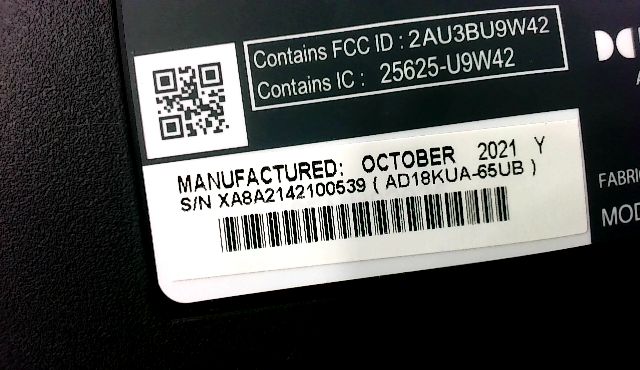 Contains FCC ID : 2AU3BU9W42
Contains IC : 25625-U9W42
MANUFACTURED: OCTOBER 2021 Y
S/N XA8A2142100539 ( AD18KUA-65UB )